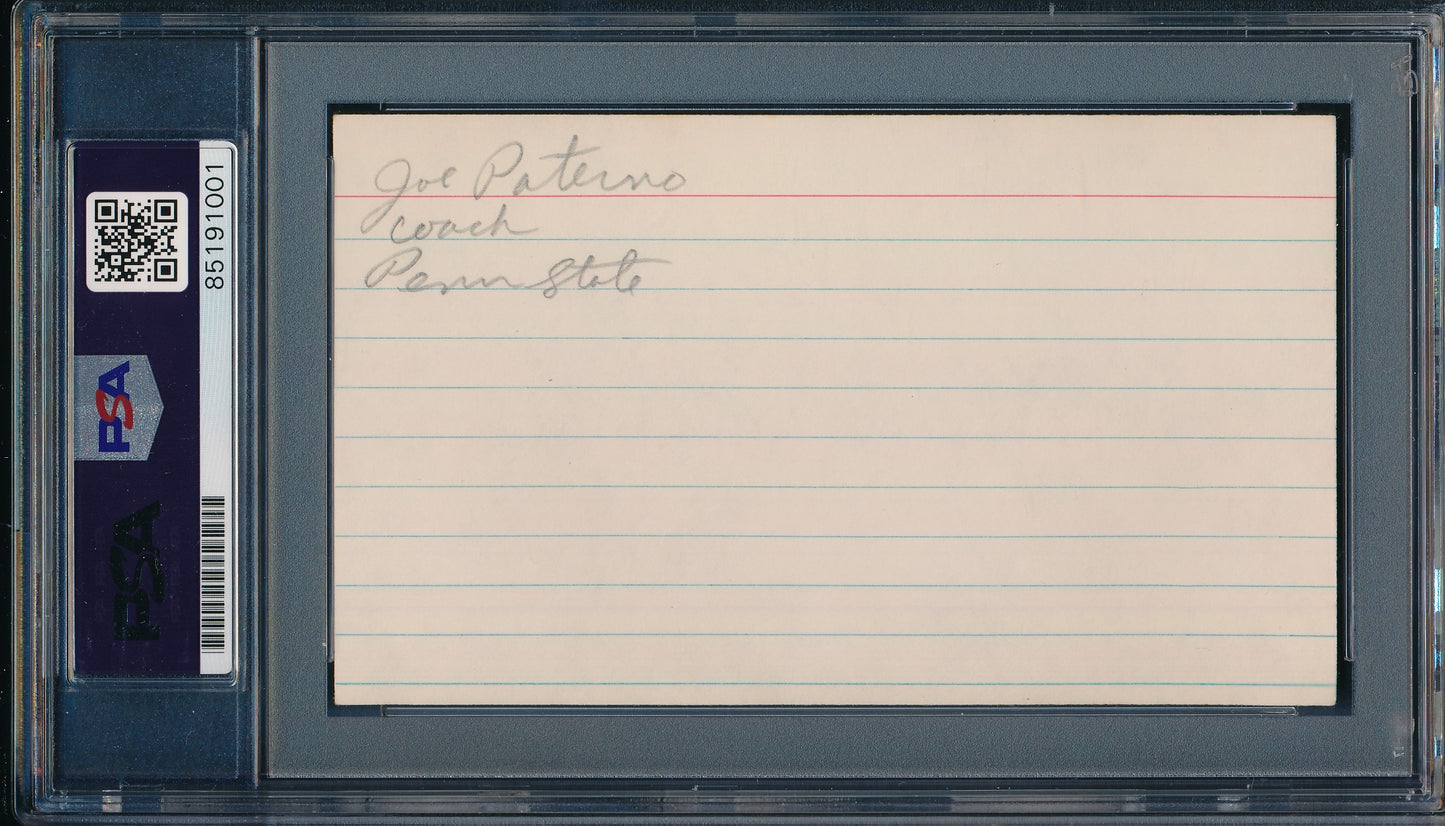 Joe Paterno
coach
Penn State
85191001
PSA
PSA